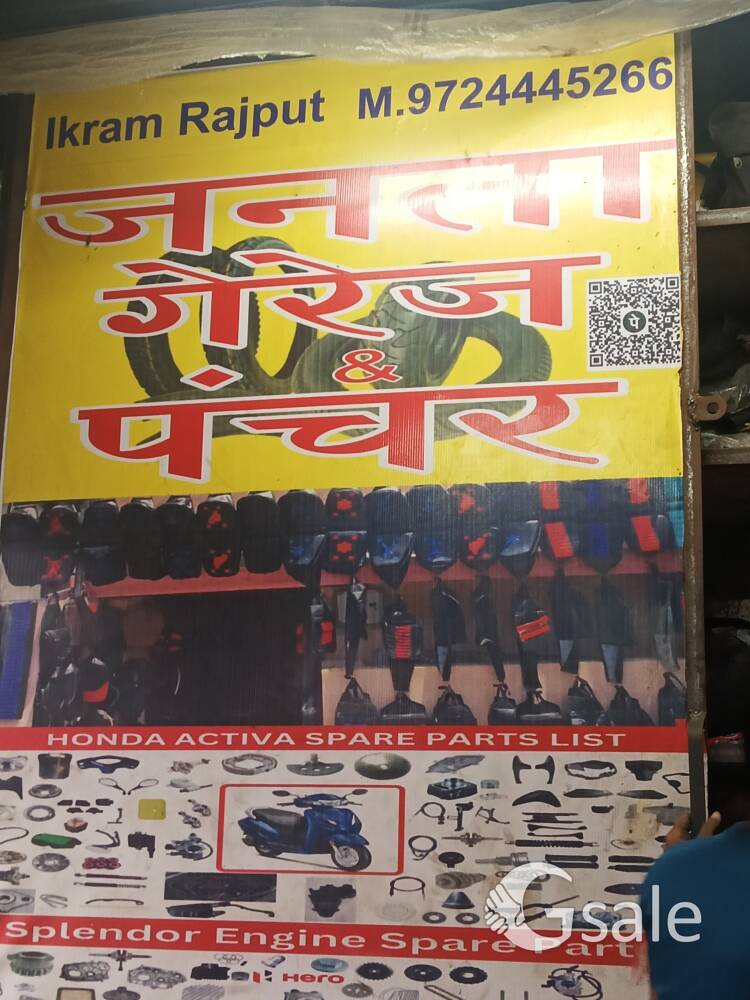 Ikram Rajput M.9724445266
जनता
गेरेज
&
पंचर
पे
HONDA ACTIVA SPARE PARTS LIST
Splendor Engine Spare Part
Hero
Gsale